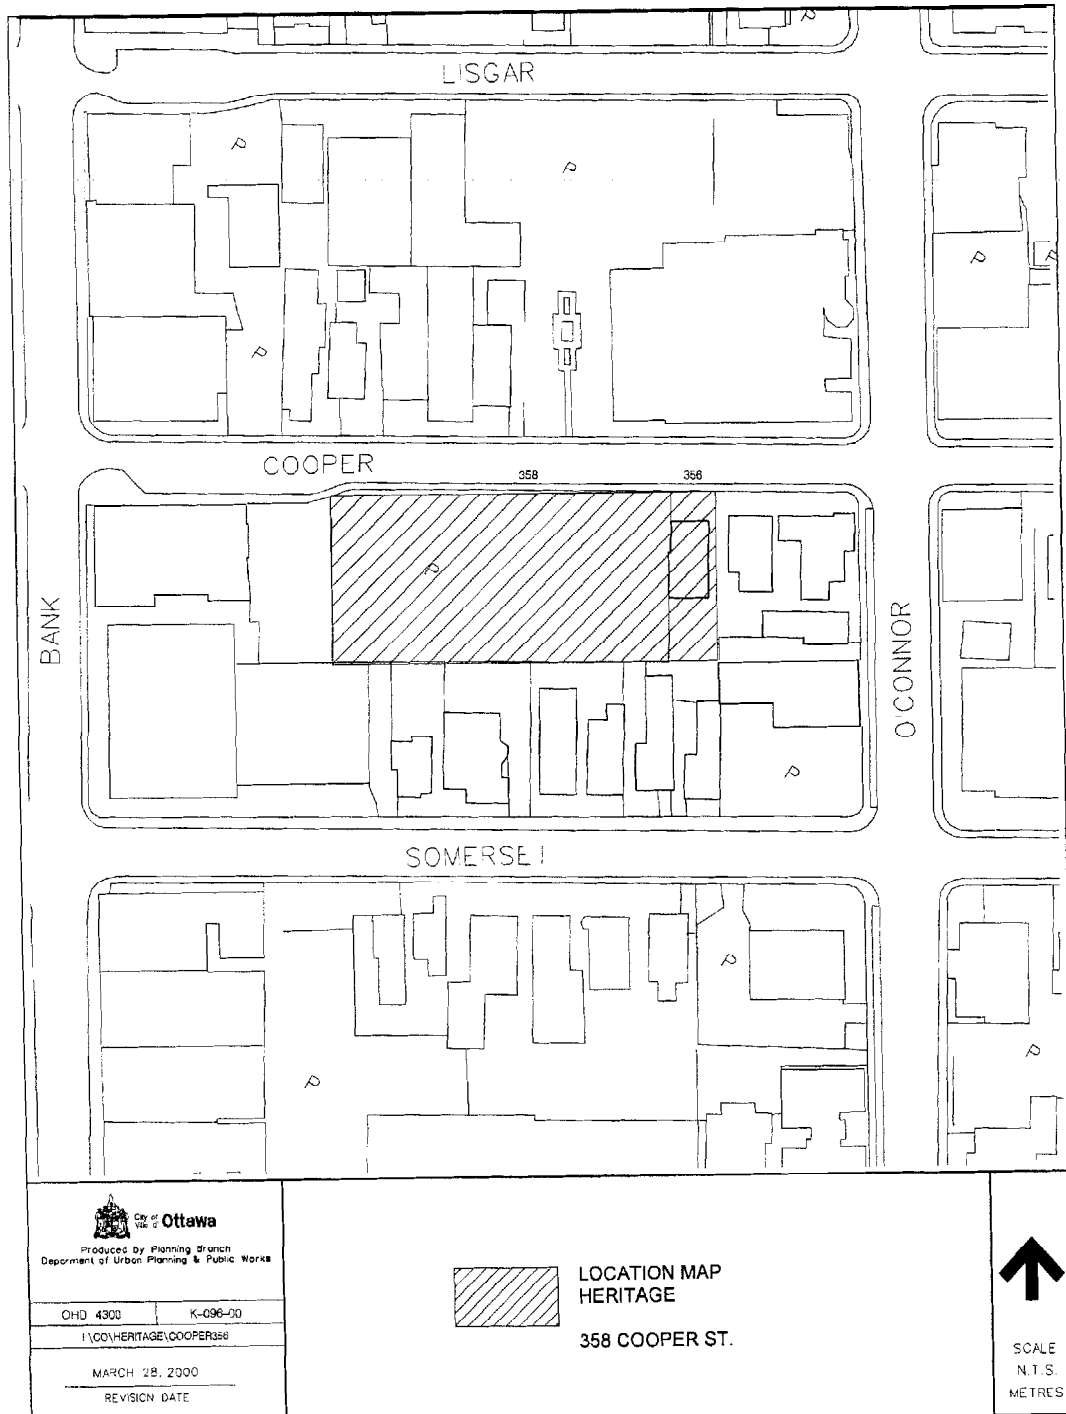 P
LISGAR
P
P
P
P
P
COOPER
358
356
P
BANK
O'CONNOR
P
SOMERSET
P
P
P
City of
Ville d'
Ottawa
Produced by Planning Branch
Deparment of Urban Planning & Public Works
OHD 4300
K-096-00
I:\CO\HERITAGE\COOPER356
MARCH 28, 2000
REVISION DATE
LOCATION MAP
HERITAGE
358 COOPER ST.
SCALE
N.T.S.
METRES